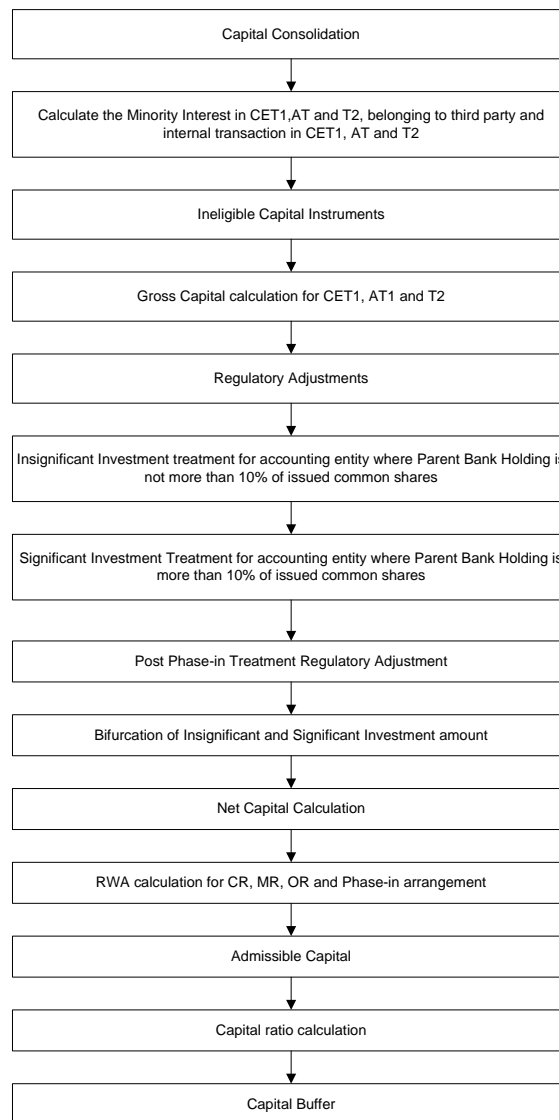 Capital Consolidation
Calculate the Minority Interest in CET1,AT and T2, belonging to third party and
internal transaction in CET1, AT and T2
Ineligible Capital Instruments
Gross Capital calculation for CET1, AT1 and T2
Regulatory Adjustments
Insignificant Investment treatment for accounting entity where Parent Bank Holding is
not more than 10% of issued common shares
Significant Investment Treatment for accounting entity where Parent Bank Holding is
more than 10% of issued common shares
Post Phase-in Treatment Regulatory Adjustment
Bifurcation of Insignificant and Significant Investment amount
Net Capital Calculation
RWA calculation for CR, MR, OR and Phase-in arrangement
Admissible Capital
Capital ratio calculation
Capital Buffer